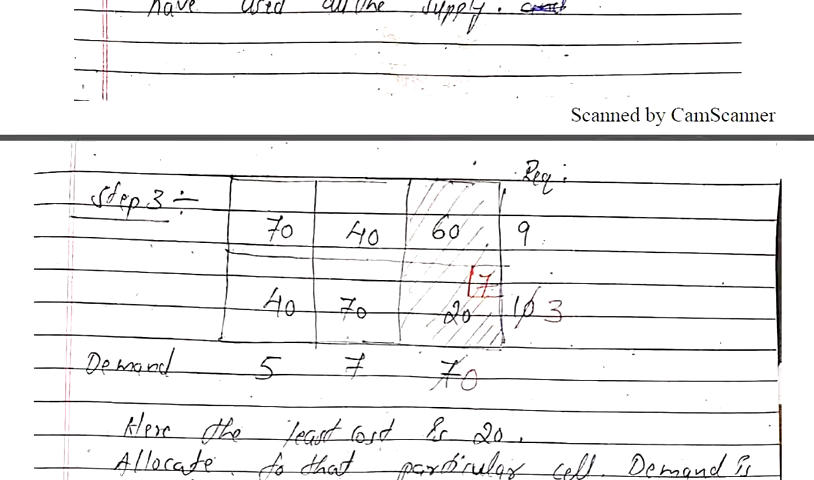 have used all the supply.
Scanned by CamScanner
Req:
Step 3 ÷
70 40 60 9
7
40 70 20 10 3
Demand 5 7 7 0
Here the least cost is 20.
Allocate to that particular cell. Demand is